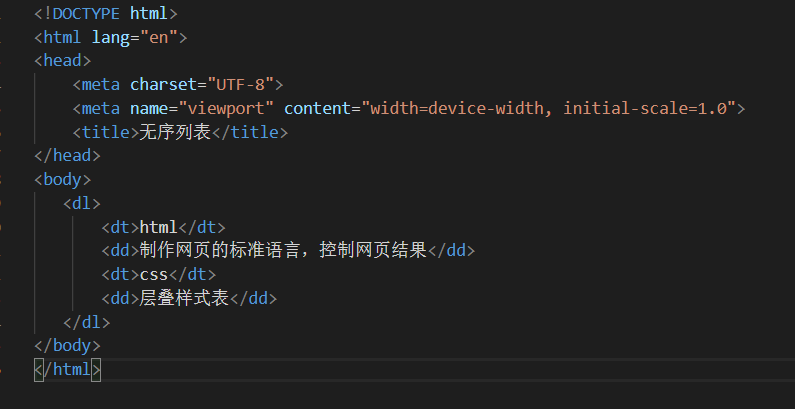 <!DOCTYPE html>
<html lang="en">
<head>
    <meta charset="UTF-8">
    <meta name="viewport" content="width=device-width, initial-scale=1.0">
    <title>无序列表</title>
</head>
<body>
   <dl>
       <dt>html</dt>
       <dd>制作网页的标准语言，控制网页结果</dd>
       <dt>css</dt>
       <dd>层叠样式表</dd>
   </dl>
</body>
</html>